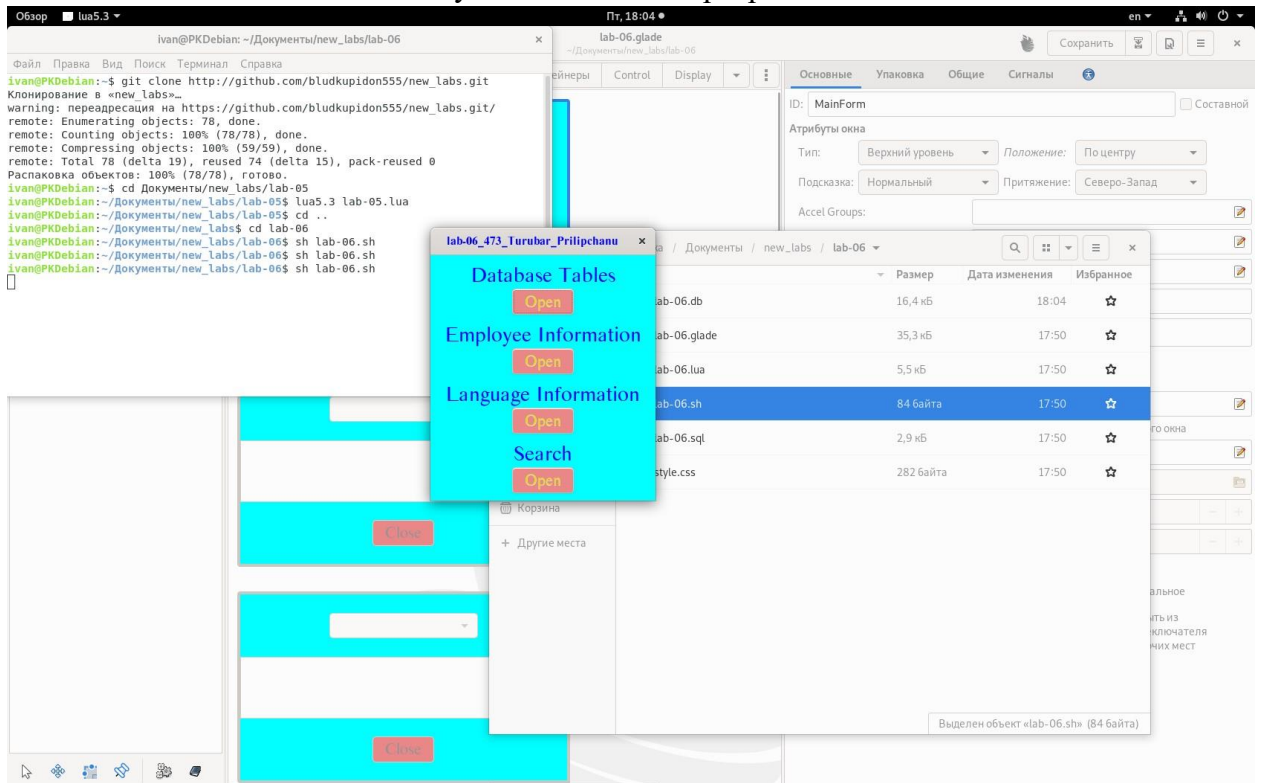 Обзор
lua5.3
Пт, 18:04
en
ivan@PKDebian: ~/Документы/new_labs/lab-06
Файл Правка Вид Поиск Терминал Справка
ivan@PKDebian:~$ git clone http://github.com/bludkupidon555/new_labs.git
Клонирование в «new_labs»…
warning: переадресация на https://github.com/bludkupidon555/new_labs.git/
remote: Enumerating objects: 78, done.
remote: Counting objects: 100% (78/78), done.
remote: Compressing objects: 100% (59/59), done.
remote: Total 78 (delta 19), reused 74 (delta 15), pack-reused 0
Распаковка объектов: 100% (78/78), готово.
ivan@PKDebian:~$ cd Документы/new_labs/lab-05
ivan@PKDebian:~/Документы/new_labs/lab-05$ lua5.3 lab-05.lua
ivan@PKDebian:~/Документы/new_labs/lab-05$ cd ..
ivan@PKDebian:~/Документы/new_labs$ cd lab-06
ivan@PKDebian:~/Документы/new_labs/lab-06$ sh lab-06.sh
ivan@PKDebian:~/Документы/new_labs/lab-06$ sh lab-06.sh
ivan@PKDebian:~/Документы/new_labs/lab-06$ sh lab-06.sh
lab-06.glade
~/Документы/new_labs/lab-06
Сохранить
ейнеры Control Display
Основные Упаковка Общие Сигналы
ID: MainForm Составной
Атрибуты окна
Тип: Верхний уровень Положение: По центру
Подсказка: Нормальный Притяжение: Северо-Запад
Accel Groups:
lab-06_473_Turubar_Prilipchanu
Database Tables
Open
Employee Information
Open
Language Information
Open
Search
Open
/ Документы / new_labs / lab-06
Размер Дата изменения Избранное
ab-06.db 16,4 кБ 18:04
ab-06.glade 35,3 кБ 17:50
ab-06.lua 5,5 кБ 17:50
ab-06.sh 84 байта 17:50
ab-06.sql 2,9 кБ 17:50
style.css 282 байта 17:50
Корзина
+ Другие места
Выделен объект «lab-06.sh» (84 байта)
го окна
альное
ыть из
ключателя
очих мест
Close
Close